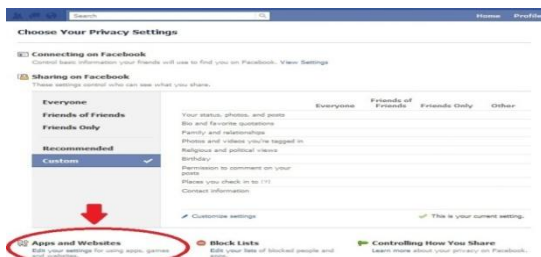 Search
Home Profile
Choose Your Privacy Settings
Connecting on Facebook
Control basic information your friends will use to find you on Facebook. View Settings
Sharing on Facebook
These settings control who can see what you share.
Everyone
Friends of Friends
Friends Only
Recommended
Custom
Everyone Friends of Friends Friends Only Other
Your status, photos, and posts
Bio and favorite quotations
Family and relationships
Photos and videos you're tagged in
Religious and political views
Birthday
Permission to comment on your
posts
Places you check in to [?]
Contact information
Customize settings
This is your current setting.
Apps and Websites
Edit your settings for using apps, games
and websites.
Block Lists
Edit your lists of blocked people and
apps.
Controlling How You Share
Learn more about your privacy on Facebook.